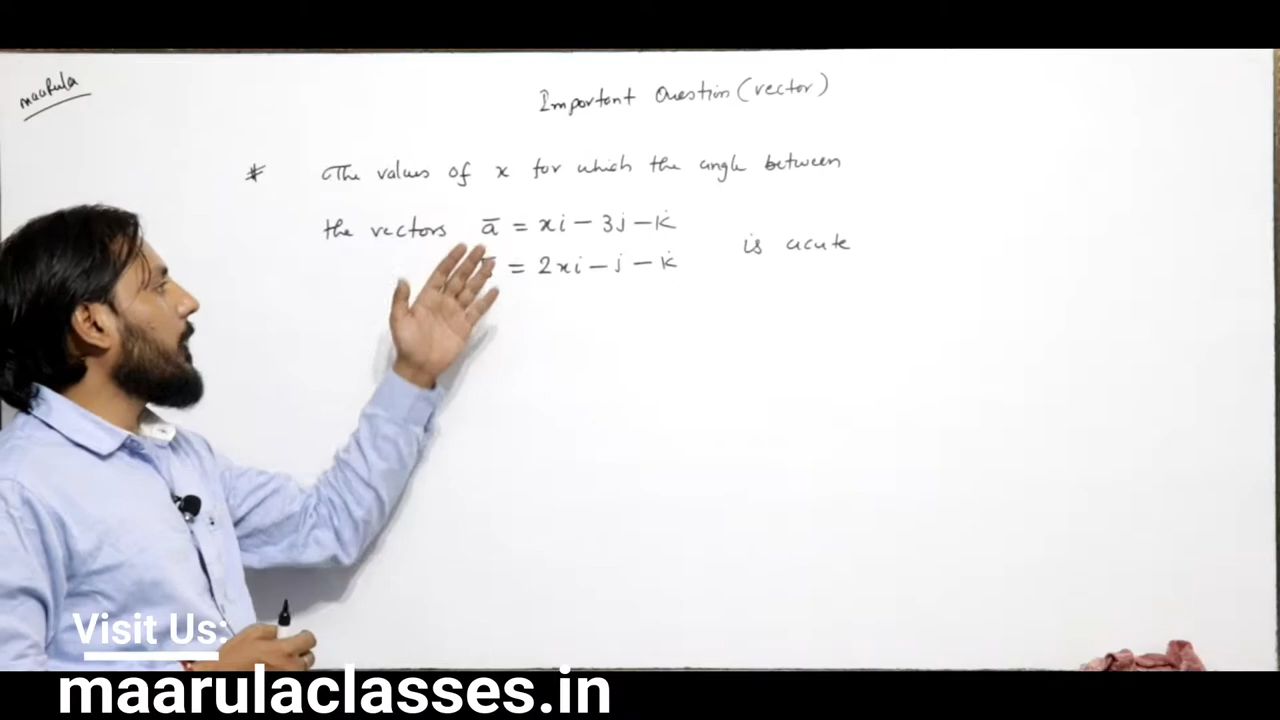 maaRula
Important Question (vector)
# The values of x for which the angle between
the vectors a̅ = xi - 3j - k
= 2xi - j - k is acute
Visit Us:
maarulaclasses.in